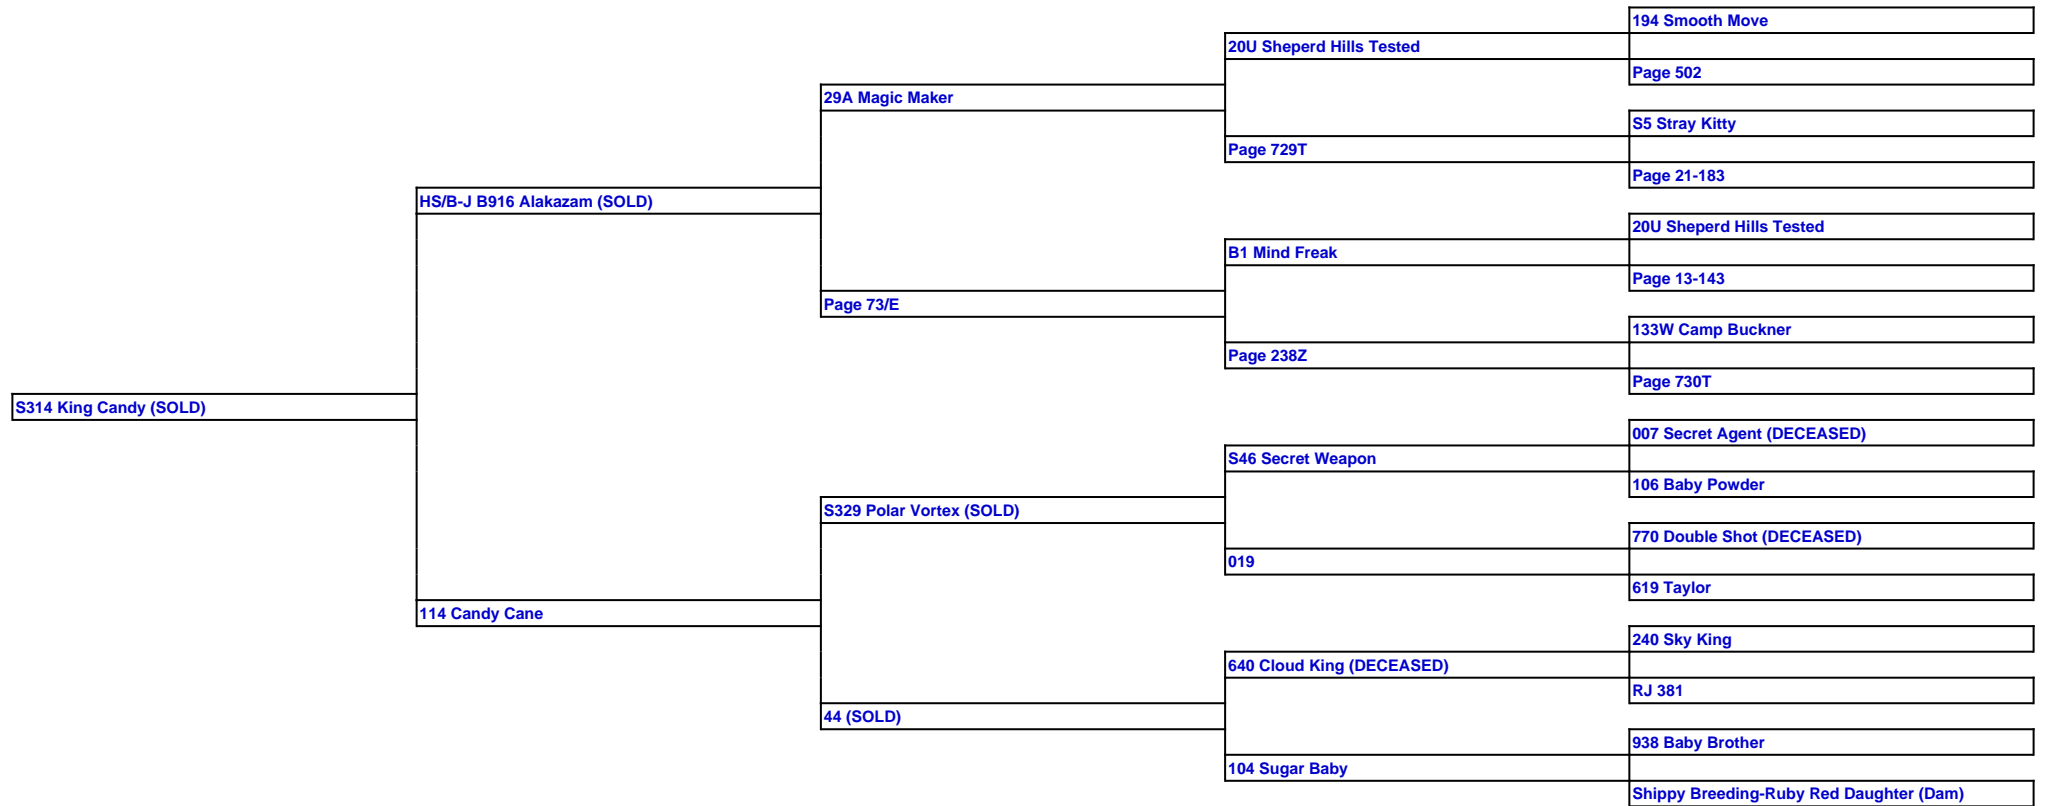 194 Smooth Move
20U Sheperd Hills Tested
Page 502
29A Magic Maker
S5 Stray Kitty
Page 729T
Page 21-183
HS/B-J B916 Alakazam (SOLD)
20U Sheperd Hills Tested
B1 Mind Freak
Page 13-143
Page 73/E
133W Camp Buckner
Page 238Z
Page 730T
S314 King Candy (SOLD)
007 Secret Agent (DECEASED)
S46 Secret Weapon
106 Baby Powder
S329 Polar Vortex (SOLD)
770 Double Shot (DECEASED)
019
619 Taylor
114 Candy Cane
240 Sky King
640 Cloud King (DECEASED)
RJ 381
44 (SOLD)
938 Baby Brother
104 Sugar Baby
Shippy Breeding-Ruby Red Daughter (Dam)